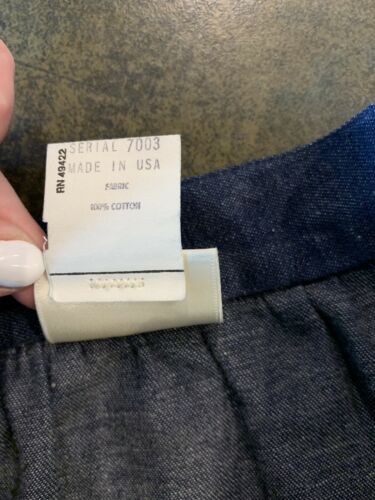 SERIAL 7003
MADE IN USA
RN 49422
FABRIC
100% COTTON